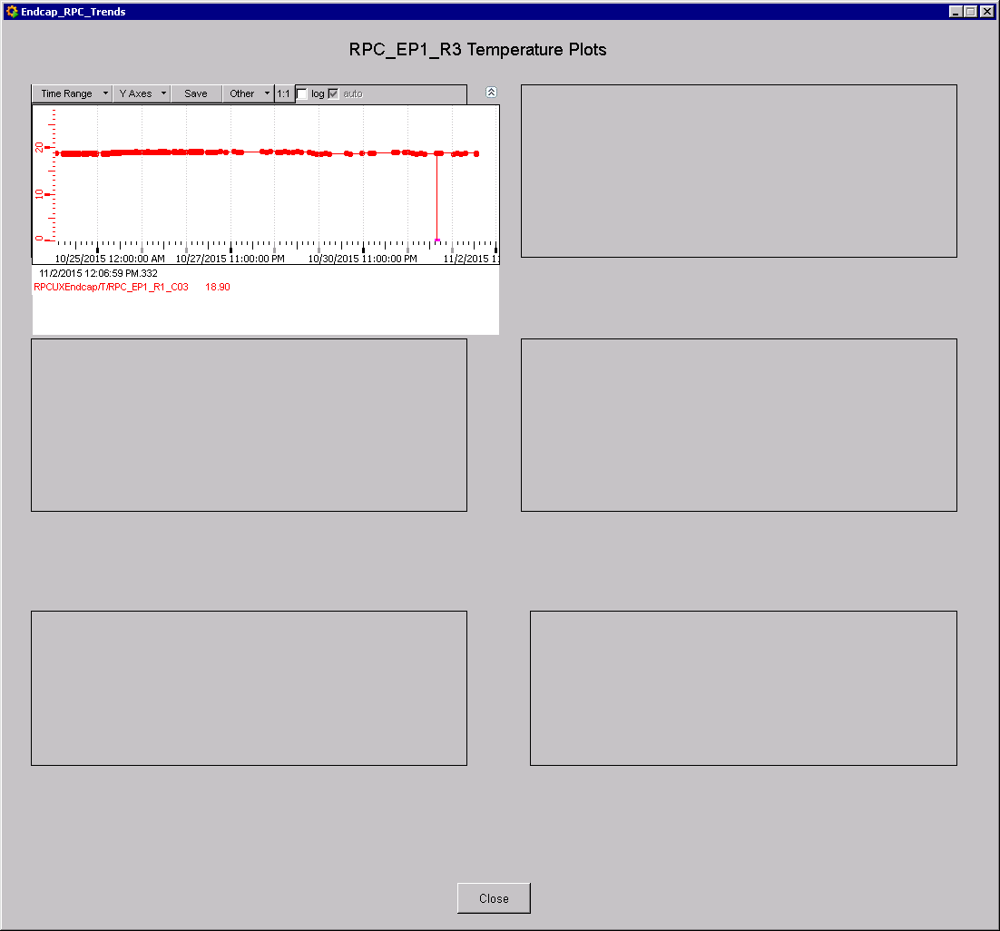 Endcap_RPC_Trends
RPC_EP1_R3 Temperature Plots
Time Range Y Axes Save Other 1:1 log auto
20
10
0
10/25/2015 12:00:00 AM 10/27/2015 11:00:00 PM 10/30/2015 11:00:00 PM 11/2/2015 11
11/2/2015 12:06:59 PM.332
RPCUXEndcap/T/RPC_EP1_R1_C03 18.90
Close